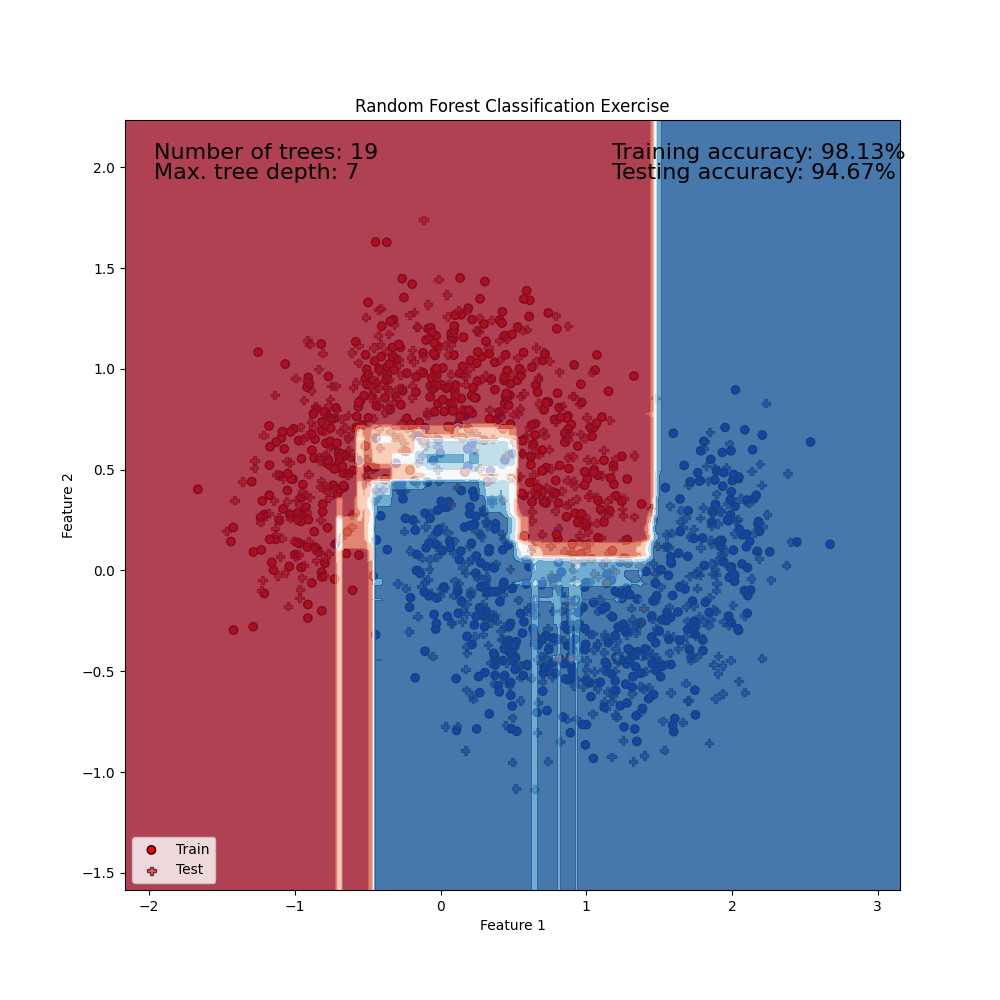 Random Forest Classification Exercise
Number of trees: 19
Max. tree depth: 7
Training accuracy: 98.13%
Testing accuracy: 94.67%
2.0
1.5
1.0
0.5
0.0
−0.5
−1.0
−1.5
Feature 2
Train
Test
−2
−1
0
1
2
3
Feature 1